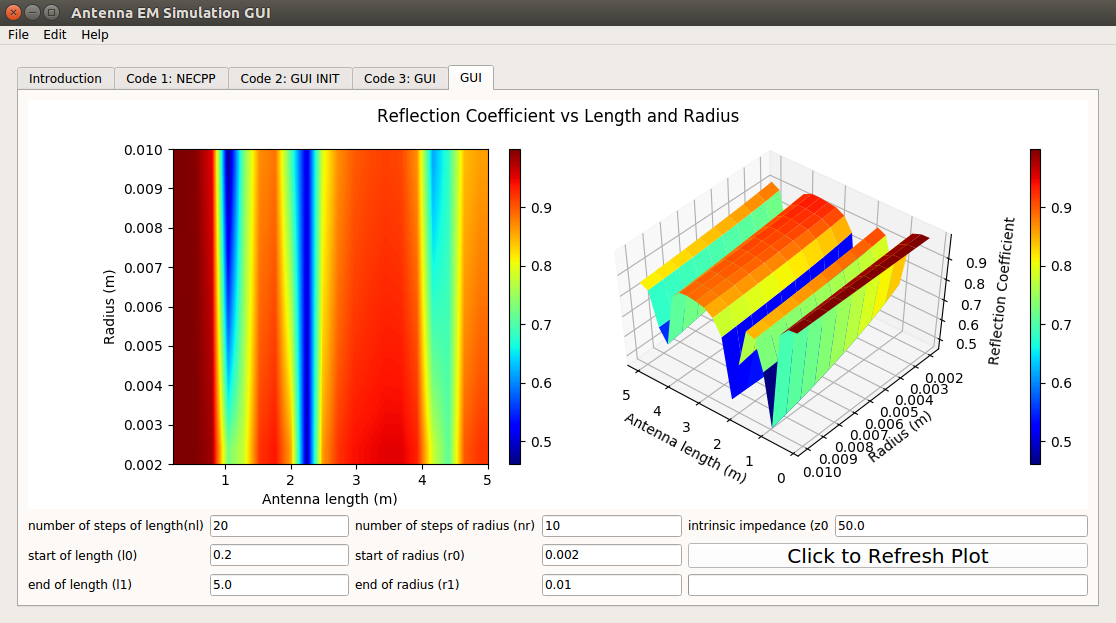 Antenna EM Simulation GUI
File Edit Help
Introduction Code 1: NECPP Code 2: GUI INIT Code 3: GUI GUI
Reflection Coefficient vs Length and Radius
0.010
0.009
0.008
0.007
0.006
0.005
0.004
0.003
0.002
Radius (m)
1 2 3 4 5
Antenna length (m)
0.9
0.8
0.7
0.6
0.5
5 4 3 2 1 0
Antenna length (m)
0.002
0.003
0.004
0.005
0.006
0.007
0.008
0.009
0.010
Radius (m)
0.9
0.8
0.7
0.6
0.5
Reflection Coefficient
0.9
0.8
0.7
0.6
0.5
number of steps of length(nl) 20 number of steps of radius (nr) 10 intrinsic impedance (z0 50.0
start of length (l0) 0.2 start of radius (r0) 0.002 Click to Refresh Plot
end of length (l1) 5.0 end of radius (r1) 0.01